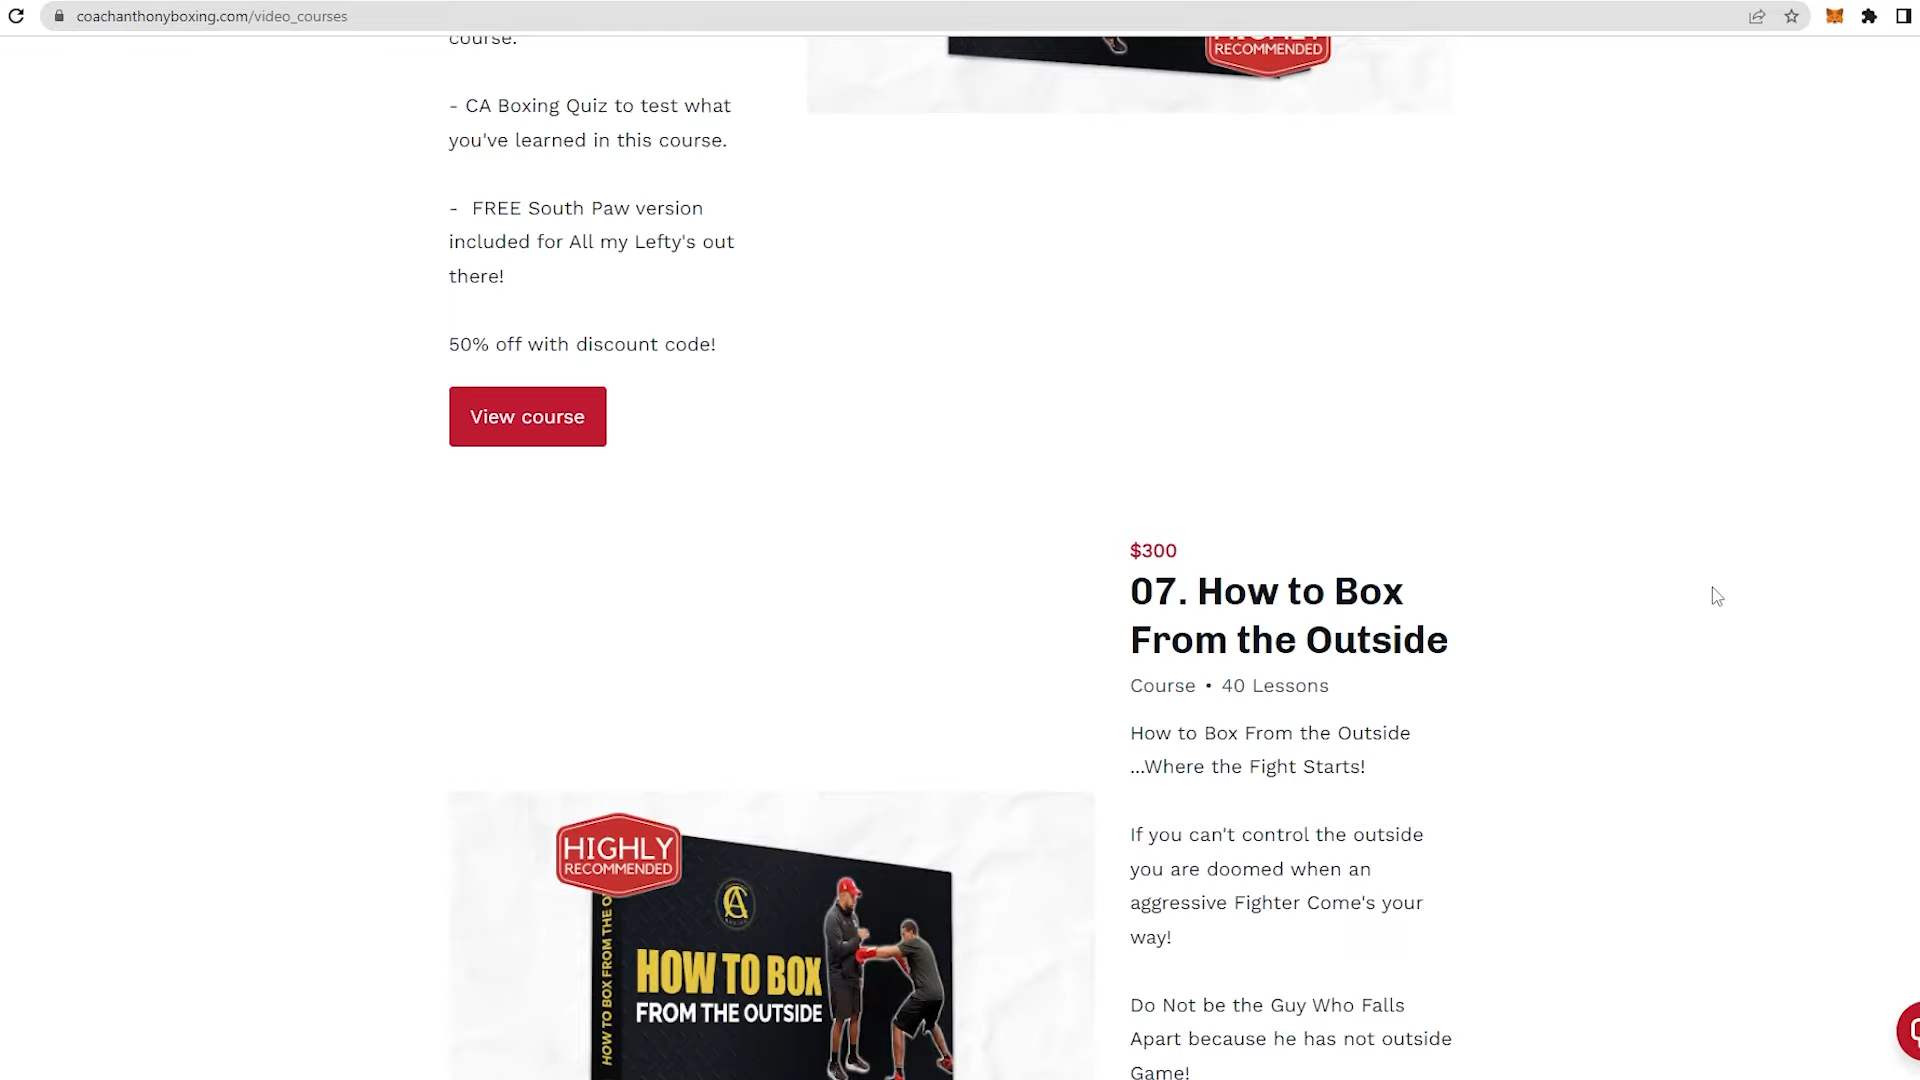 coachanthonyboxing.com/video_courses
course.
RECOMMENDED
- CA Boxing Quiz to test what
you've learned in this course.
- FREE South Paw version
included for All my Lefty's out
there!
50% off with discount code!
View course
$300
07. How to Box
From the Outside
Course • 40 Lessons
How to Box From the Outside
...Where the Fight Starts!
If you can't control the outside
you are doomed when an
aggressive Fighter Come's your
way!
Do Not be the Guy Who Falls
Apart because he has not outside
Game!
HIGHLY
RECOMMENDED
HOW TO BOX FROM THE O
HOW TO BOX
FROM THE OUTSIDE